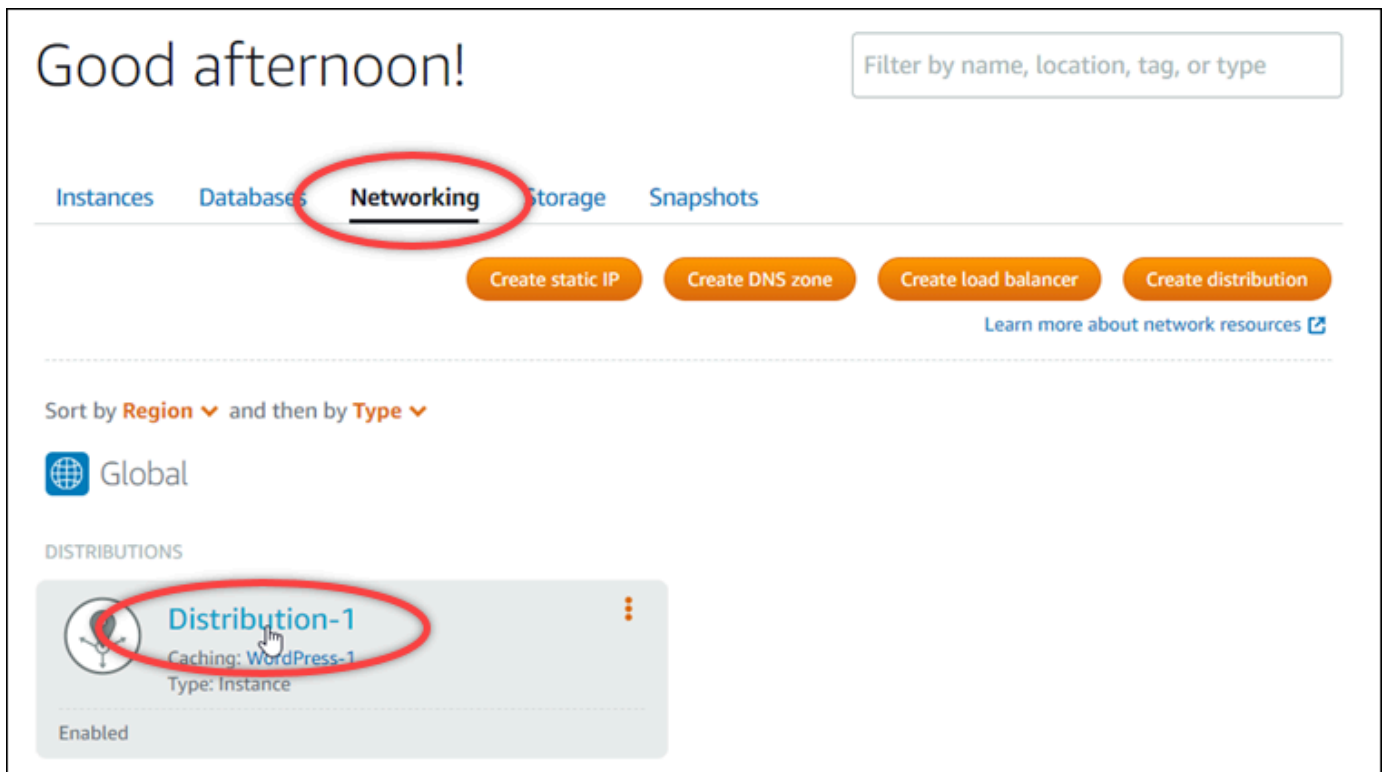 Good afternoon!
Filter by name, location, tag, or type
Instances Databases Networking Storage Snapshots
Create static IP Create DNS zone Create load balancer Create distribution
Learn more about network resources
Sort by Region and then by Type
Global
DISTRIBUTIONS
Distribution-1
Caching: WordPress-1
Type: Instance
Enabled